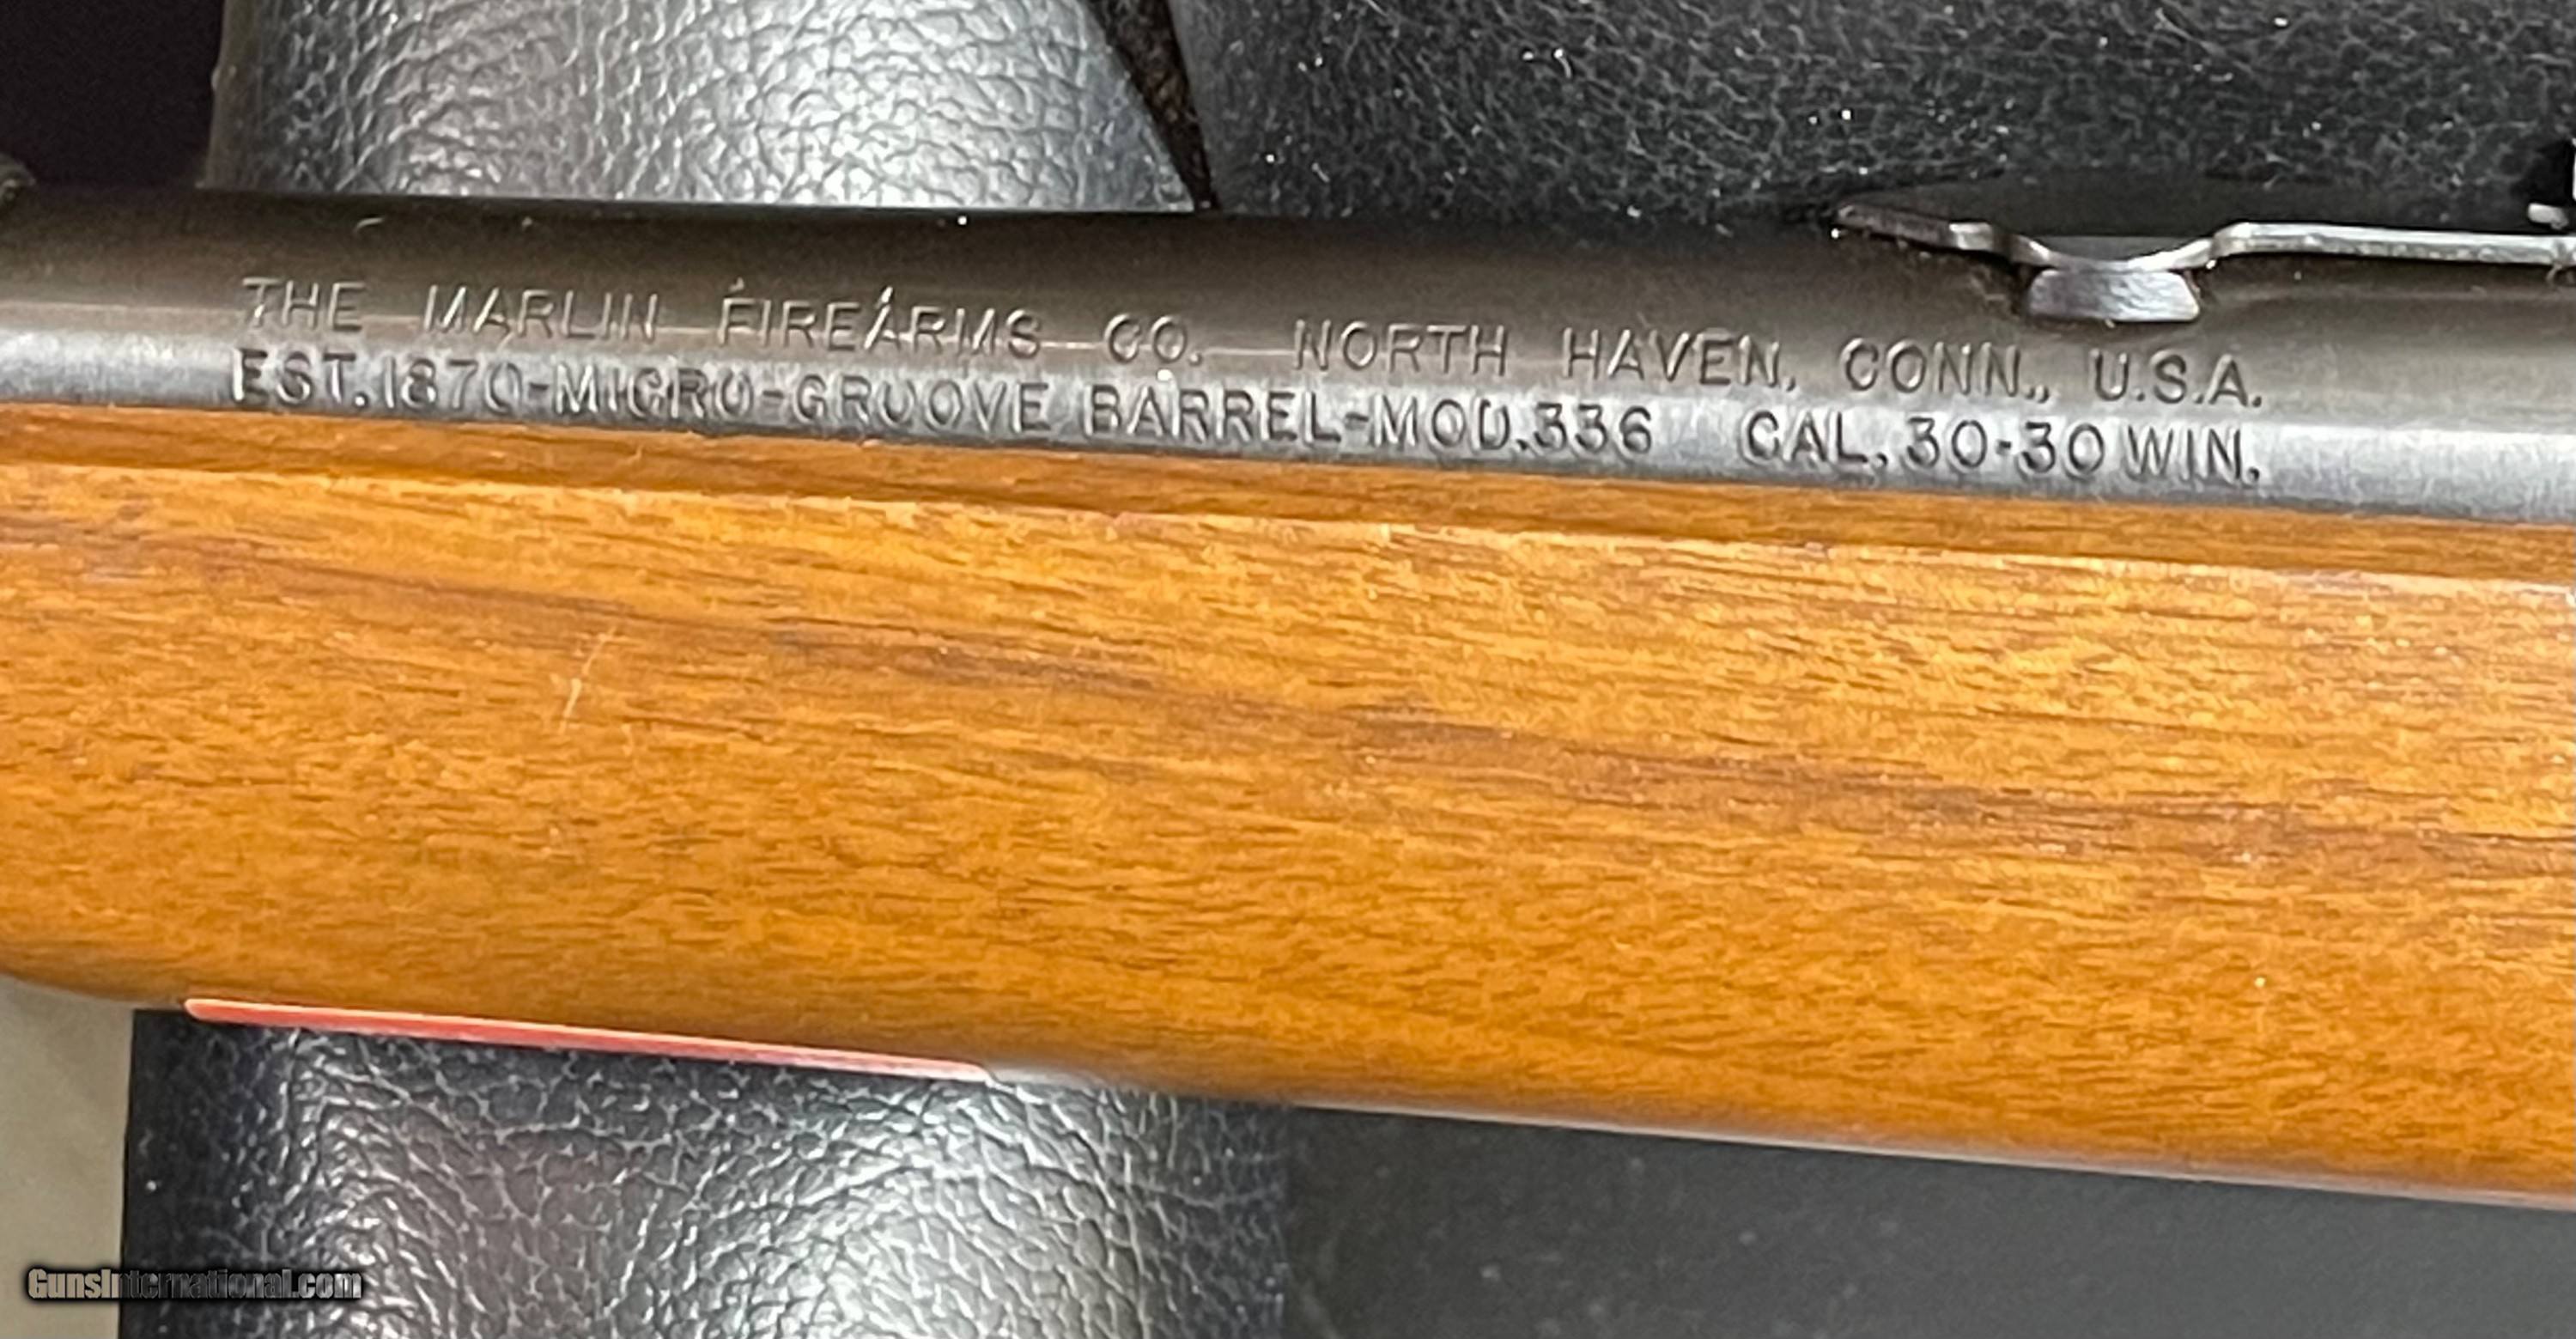 THE MARLIN FIREARMS CO. NORTH HAVEN, CONN., U.S.A.
EST. 1870-MICRO-GROOVE BARREL-MOD. 336 CAL. 30-30 WIN.
GunsInternational.com